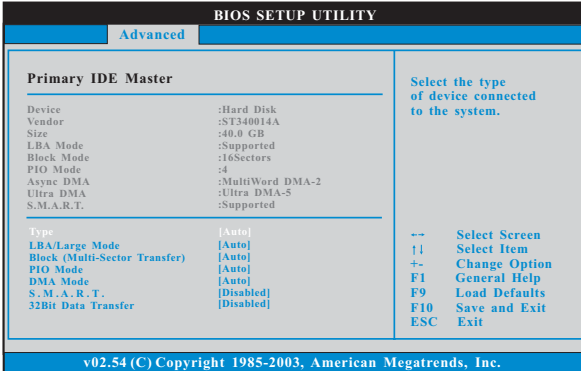 BIOS SETUP UTILITY
Advanced
Primary IDE Master
Device :Hard Disk
Vendor :ST340014A
Size :40.0 GB
LBA Mode :Supported
Block Mode :16Sectors
PIO Mode :4
Async DMA :MultiWord DMA-2
Ultra DMA :Ultra DMA-5
S.M.A.R.T. :Supported
Type [Auto]
LBA/Large Mode [Auto]
Block (Multi-Sector Transfer) [Auto]
PIO Mode [Auto]
DMA Mode [Auto]
S.M.A.R.T. [Disabled]
32Bit Data Transfer [Disabled]
Select the type
of device connected
to the system.
←→ Select Screen
↑↓ Select Item
+- Change Option
F1 General Help
F9 Load Defaults
F10 Save and Exit
ESC Exit
v02.54 (C) Copyright 1985-2003, American Megatrends, Inc.